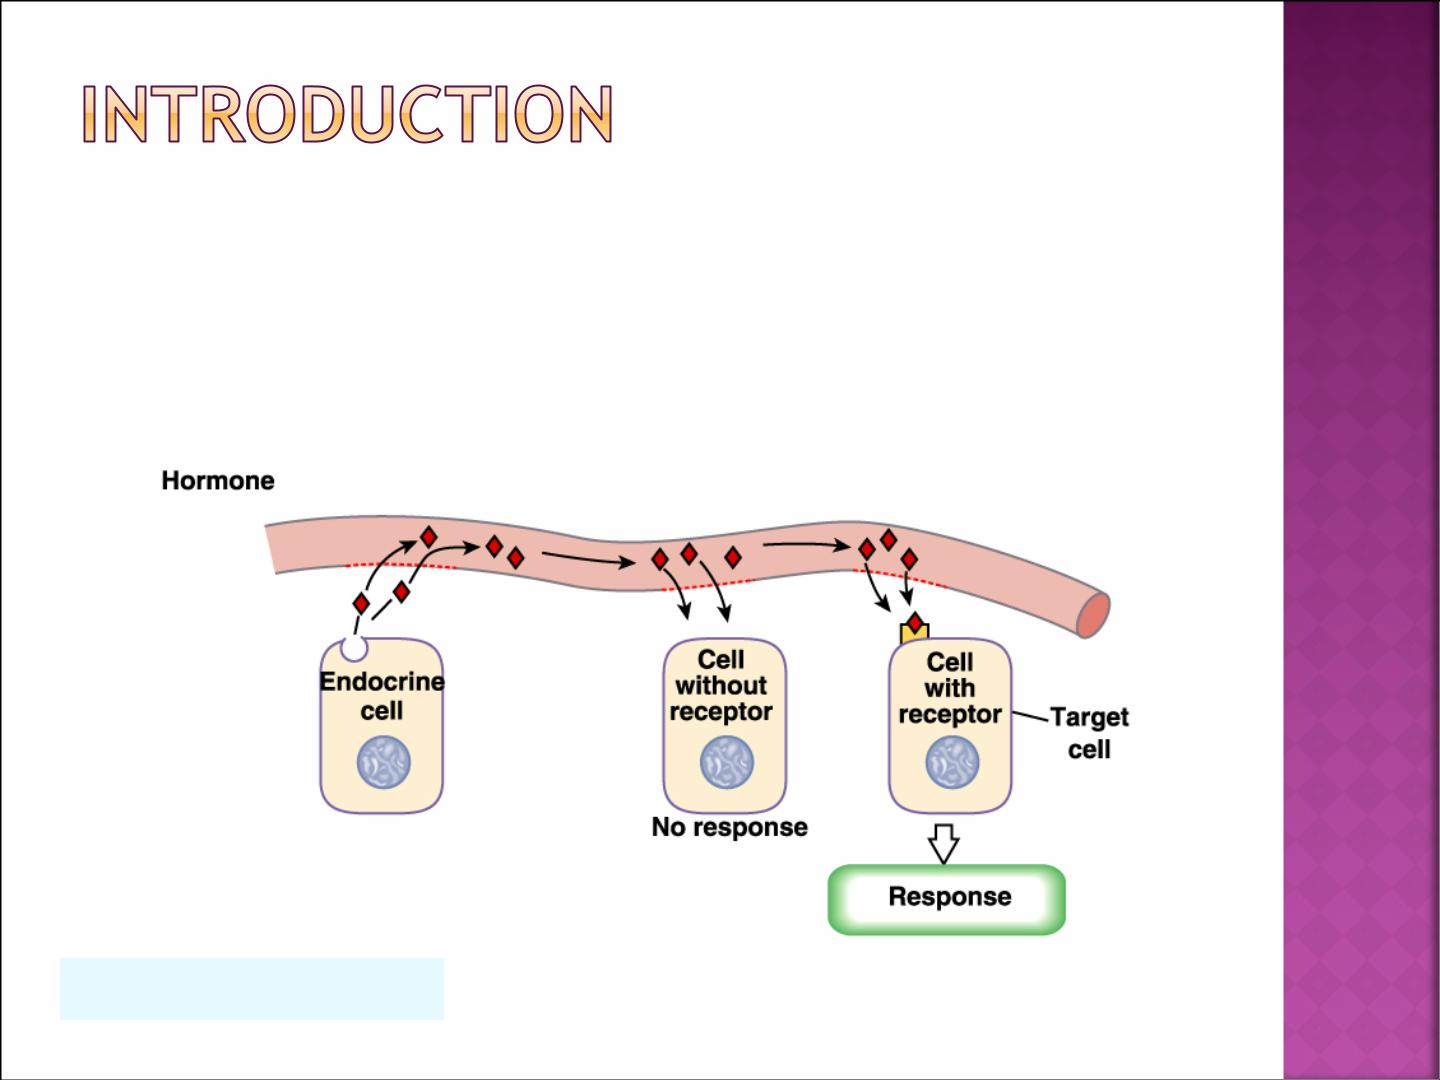 INTRODUCTION
Hormone
Endocrine
cell
Cell
without
receptor
No response
Cell
with
receptor
Target
cell
Response